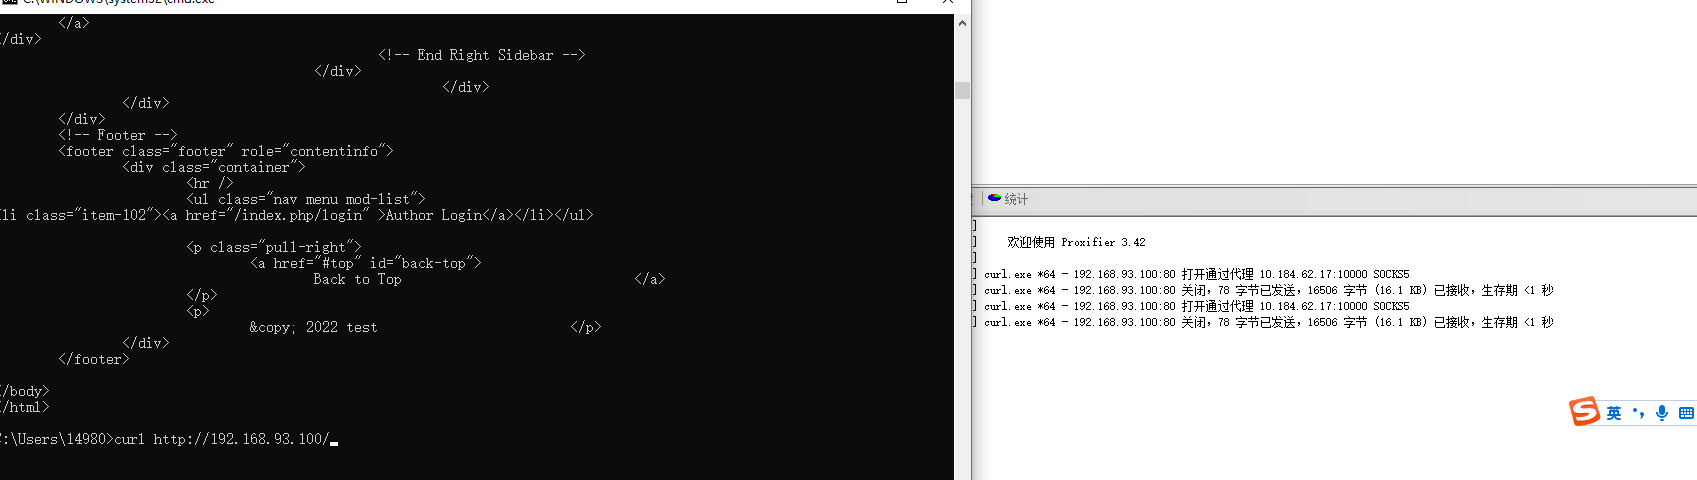 C:\WINDOWS\system32\cmd.exe
</a>
</div>
<!-- End Right Sidebar -->
</div>
</div>
</div>
</div>
<!-- Footer -->
<footer class="footer" role="contentinfo">
<div class="container">
<hr />
<ul class="nav menu mod-list">
li class="item-102"><a href="/index.php/login" >Author Login</a></li></ul>
<p class="pull-right">
<a href="#top" id="back-top">
Back to Top </a>
</p>
<p>
&copy; 2022 test </p>
</div>
</footer>
</body>
</html>
C:\Users\14980>curl http://192.168.93.100/
统计
]
] 欢迎使用 Proxifier 3.42
]
] curl.exe *64 - 192.168.93.100:80 打开通过代理 10.184.62.17:10000 SOCKS5
] curl.exe *64 - 192.168.93.100:80 关闭，78 字节已发送，16506 字节 (16.1 KB) 已接收，生存期 <1 秒
] curl.exe *64 - 192.168.93.100:80 打开通过代理 10.184.62.17:10000 SOCKS5
] curl.exe *64 - 192.168.93.100:80 关闭，78 字节已发送，16506 字节 (16.1 KB) 已接收，生存期 <1 秒
S 英